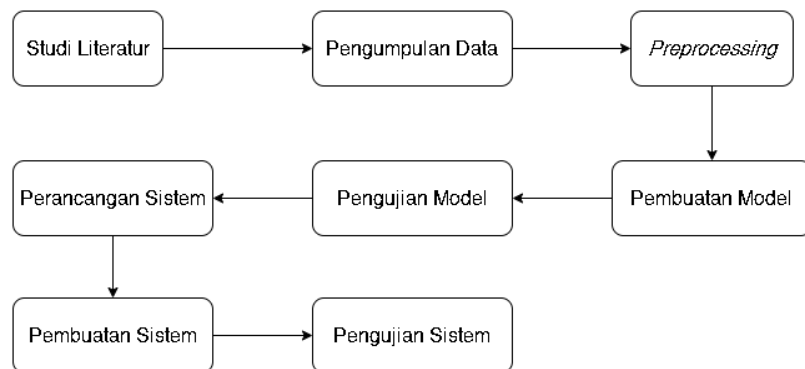 Studi Literatur
Pengumpulan Data
Preprocessing
Pembuatan Model
Pengujian Model
Perancangan Sistem
Pembuatan Sistem
Pengujian Sistem